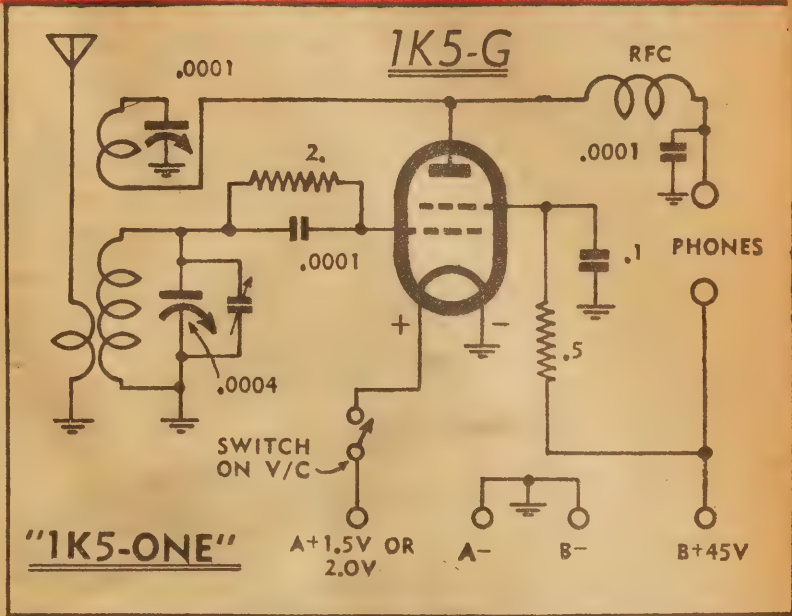 1K5-G
.0001
RFC
.0001
2.
.0001
.1
PHONES
+
-
.5
.0004
SWITCH
ON V/C
"1K5-ONE"
A+1.5V OR
2.0V
A-
B-
B+45V